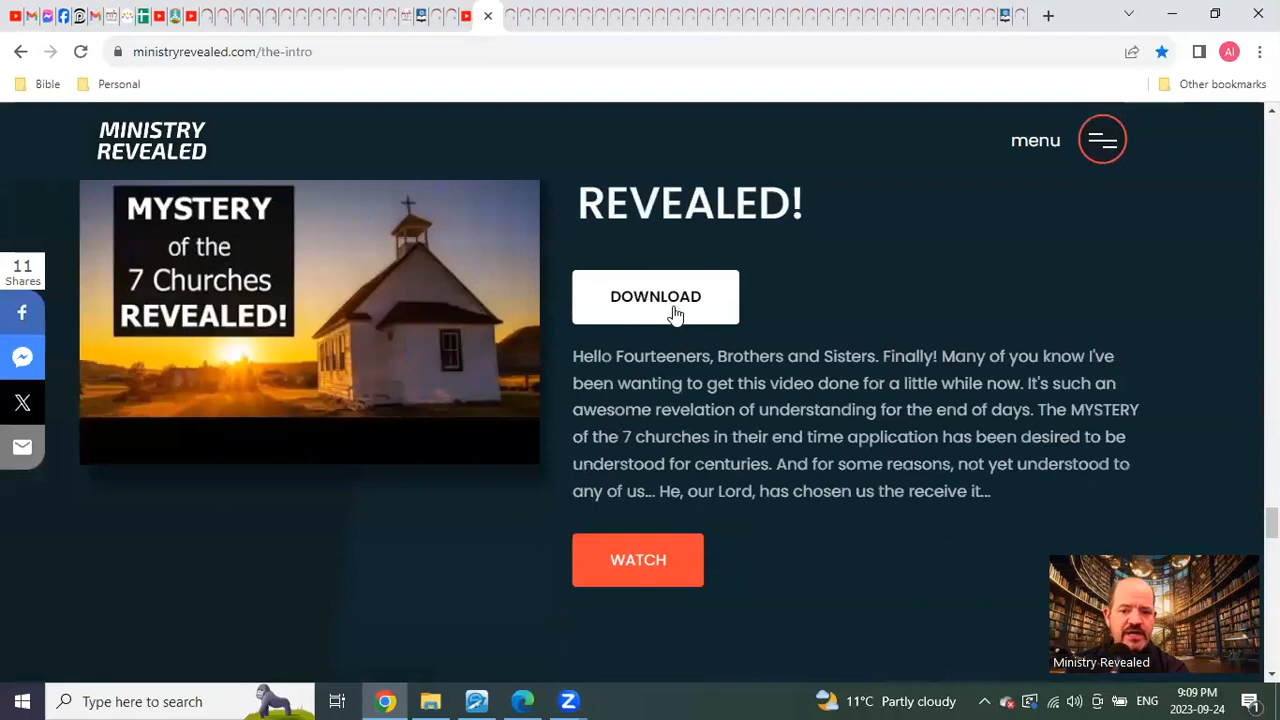 ministryrevealed.com/the-intro
AI
Bible
Personal
Other bookmarks
MINISTRY
REVEALED
menu
MYSTERY
of the
7 Churches
REVEALED!
REVEALED!
11
Shares
DOWNLOAD
Hello Fourteeners, Brothers and Sisters. Finally! Many of you know I've
been wanting to get this video done for a little while now. It's such an
awesome revelation of understanding for the end of days. The MYSTERY
of the 7 churches in their end time application has been desired to be
understood for centuries. And for some reasons, not yet understood to
any of us... He, our Lord, has chosen us the receive it...
WATCH
Ministry Revealed
Type here to search
11°C Partly cloudy
ENG
9:09 PM
2023-09-24
1